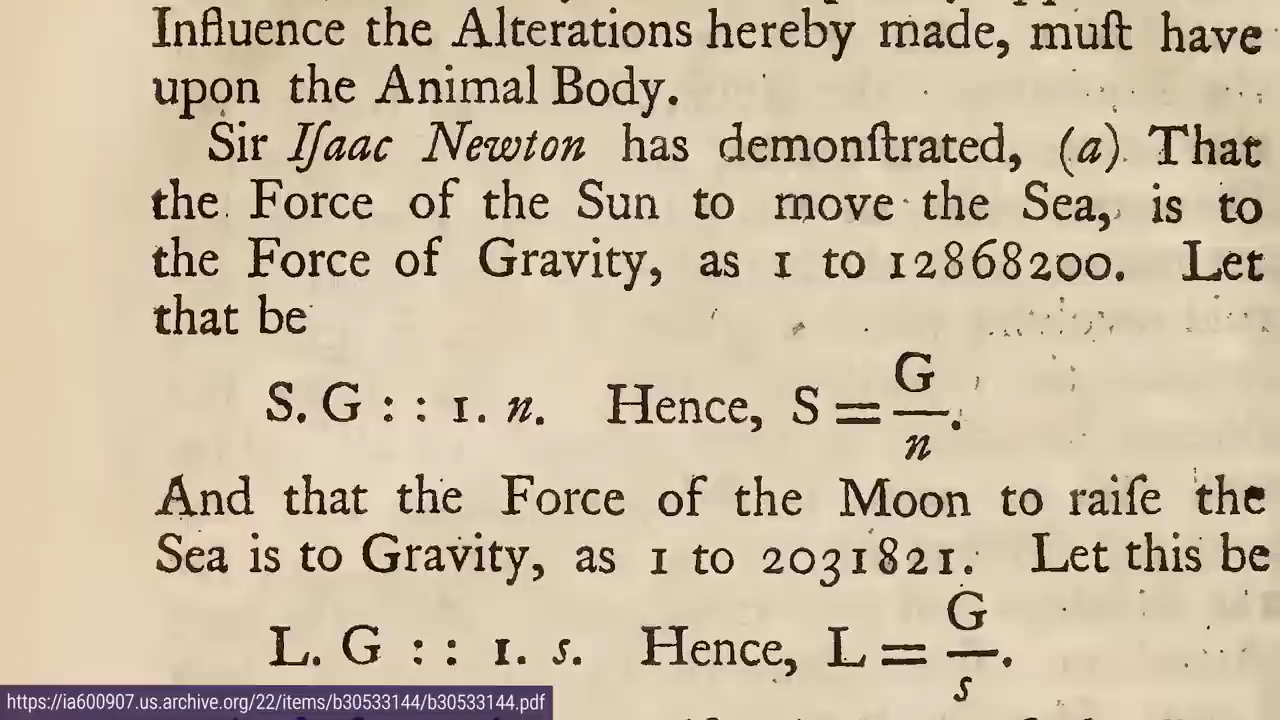 Influence the Alterations hereby made, muſt have
upon the Animal Body.
Sir Iſaac Newton has demonſtrated, (a) That
the Force of the Sun to move the Sea, is to
the Force of Gravity, as 1 to 12868200. Let
that be
S. G : : 1. n. Hence, S = G/n.
And that the Force of the Moon to raiſe the
Sea is to Gravity, as 1 to 2031821. Let this be
L. G : : 1. s. Hence, L = G/s.
https://ia600907.us.archive.org/22/items/b30533144/b30533144.pdf